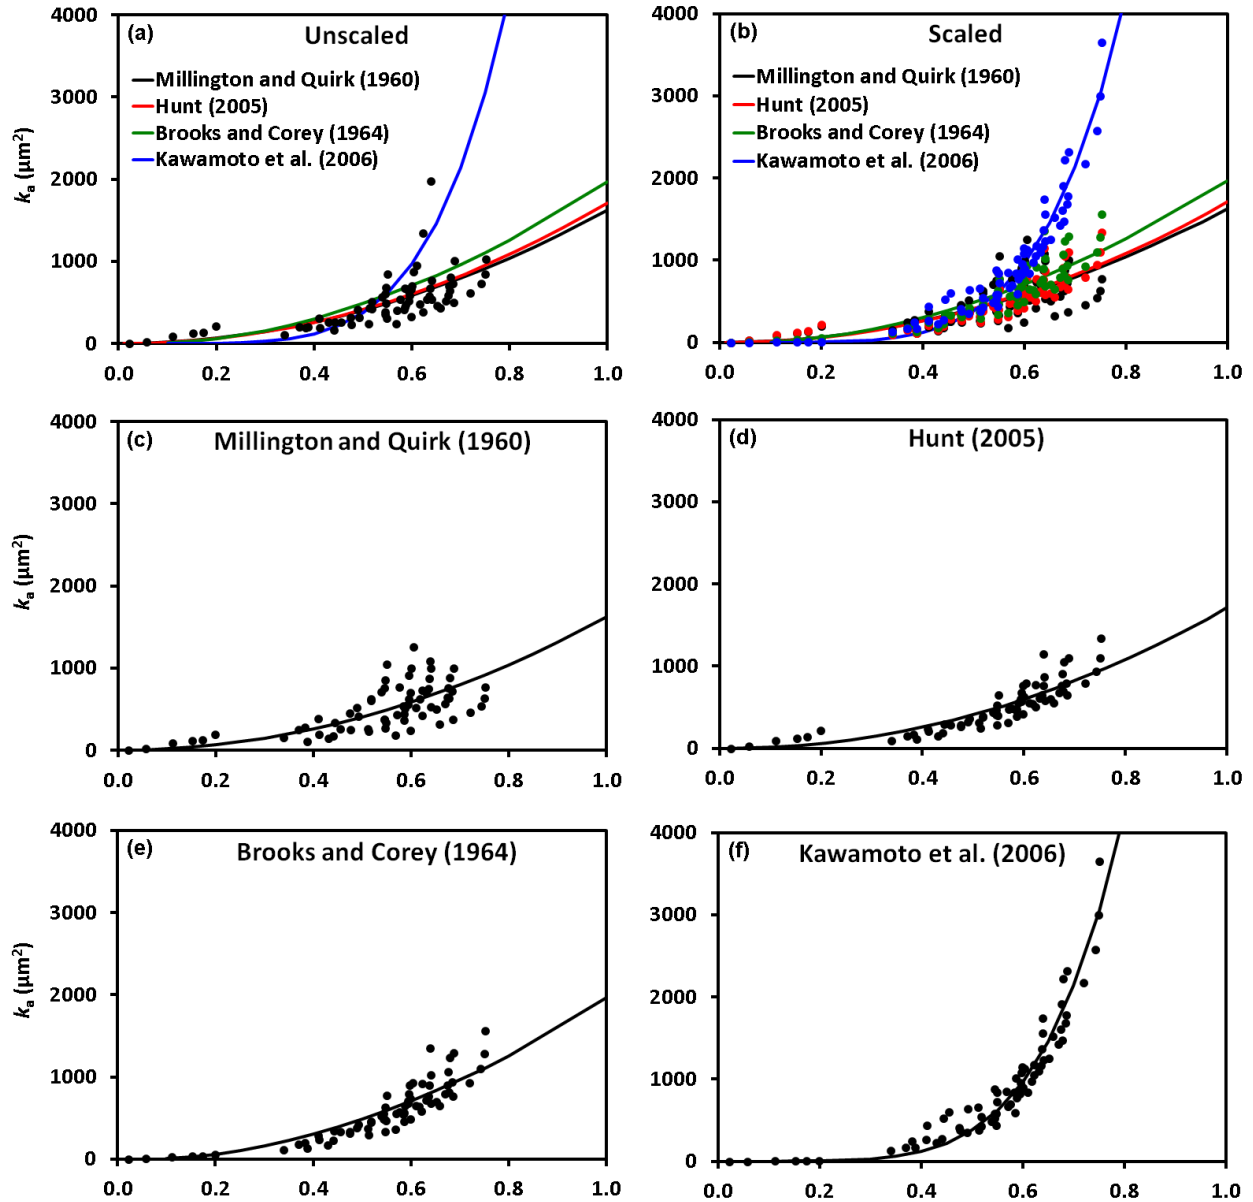 (a)
Unscaled
Millington and Quirk (1960)
Hunt (2005)
Brooks and Corey (1964)
Kawamoto et al. (2006)
4000
3000
2000
1000
0
kₐ (µm²)
0.0 0.2 0.4 0.6 0.8 1.0
(b)
Scaled
Millington and Quirk (1960)
Hunt (2005)
Brooks and Corey (1964)
Kawamoto et al. (2006)
4000
3000
2000
1000
0
0.0 0.2 0.4 0.6 0.8 1.0
(c)
Millington and Quirk (1960)
4000
3000
2000
1000
0
kₐ (µm²)
0.0 0.2 0.4 0.6 0.8 1.0
(d)
Hunt (2005)
4000
3000
2000
1000
0
0.0 0.2 0.4 0.6 0.8 1.0
(e)
Brooks and Corey (1964)
4000
3000
2000
1000
0
kₐ (µm²)
0.0 0.2 0.4 0.6 0.8 1.0
(f)
Kawamoto et al. (2006)
4000
3000
2000
1000
0
0.0 0.2 0.4 0.6 0.8 1.0